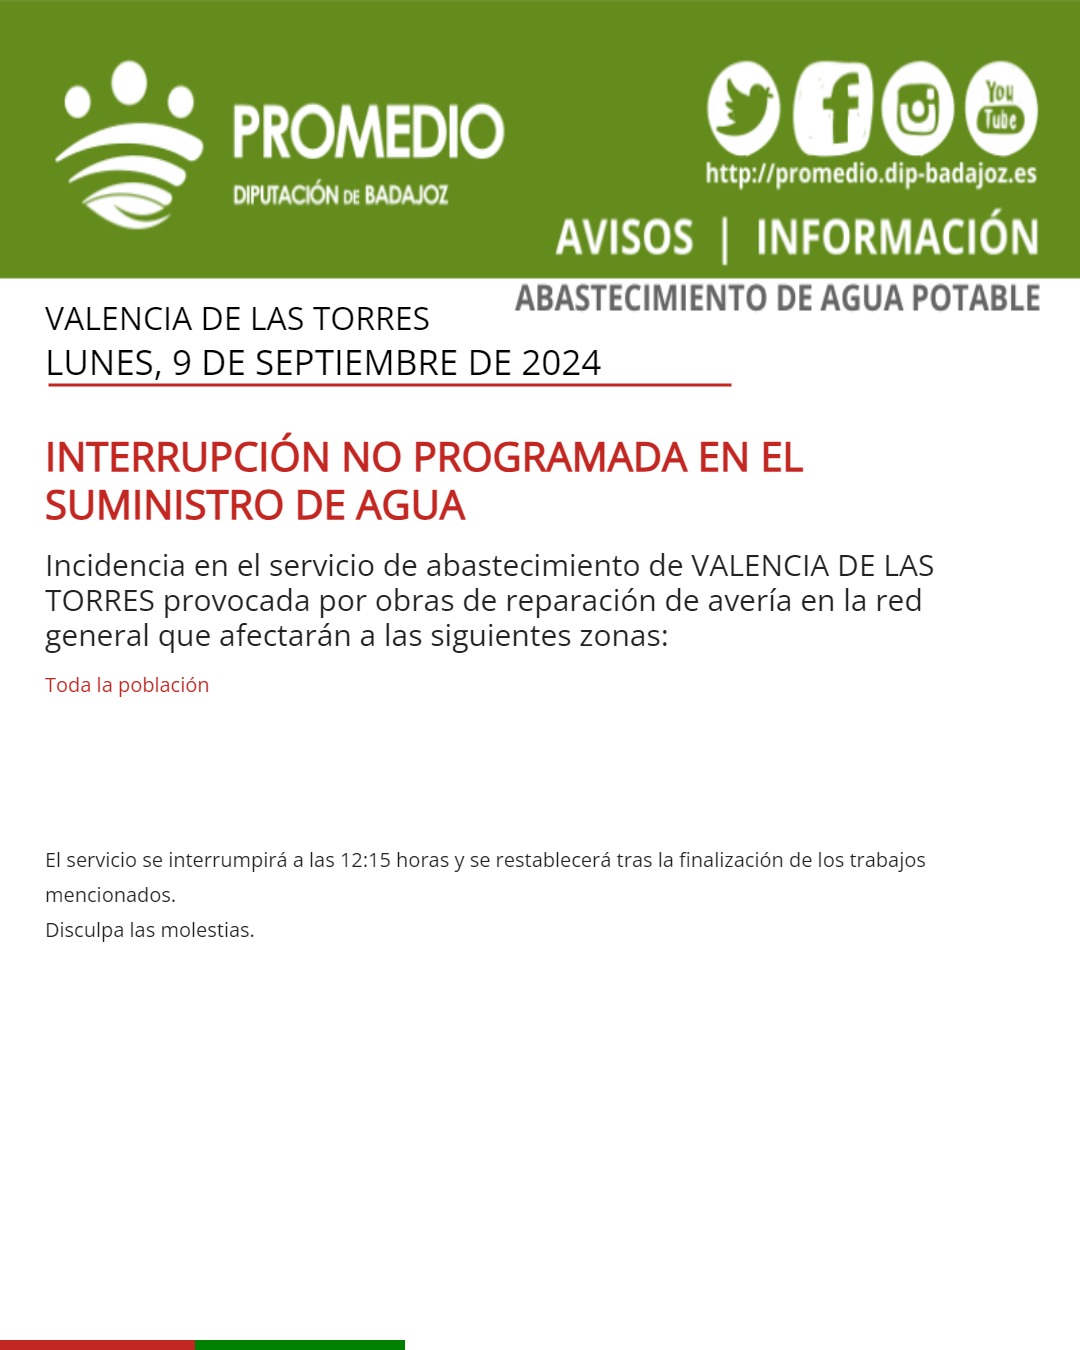 PROMEDIO
DIPUTACIÓN DE BADAJOZ
You
Tube
http://promedio.dip-badajoz.es
AVISOS | INFORMACIÓN
ABASTECIMIENTO DE AGUA POTABLE
VALENCIA DE LAS TORRES
LUNES, 9 DE SEPTIEMBRE DE 2024
INTERRUPCIÓN NO PROGRAMADA EN EL
SUMINISTRO DE AGUA
Incidencia en el servicio de abastecimiento de VALENCIA DE LAS
TORRES provocada por obras de reparación de avería en la red
general que afectarán a las siguientes zonas:
Toda la población
El servicio se interrumpirá a las 12:15 horas y se restablecerá tras la finalización de los trabajos
mencionados.
Disculpa las molestias.